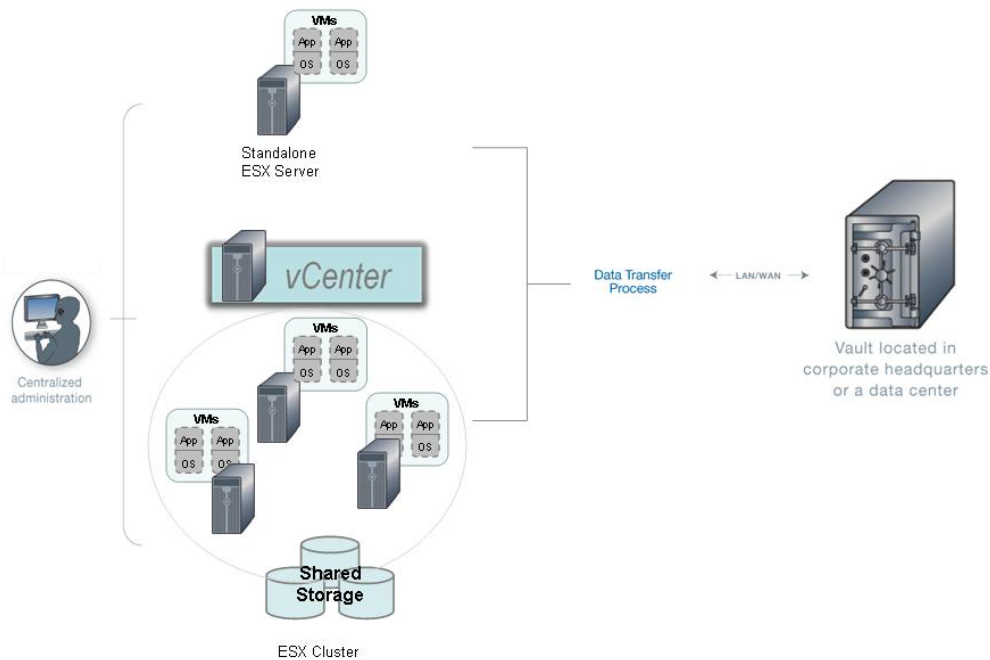 VMs
App
App
OS
OS
Standalone
ESX Server
vCenter
VMs
App
App
OS
OS
VMs
App
App
OS
OS
VMs
App
App
OS
Shared
Storage
ESX Cluster
Centralized
administration
Data Transfer
Process
LAN/WAN
Vault located in
corporate headquarters
or a data center